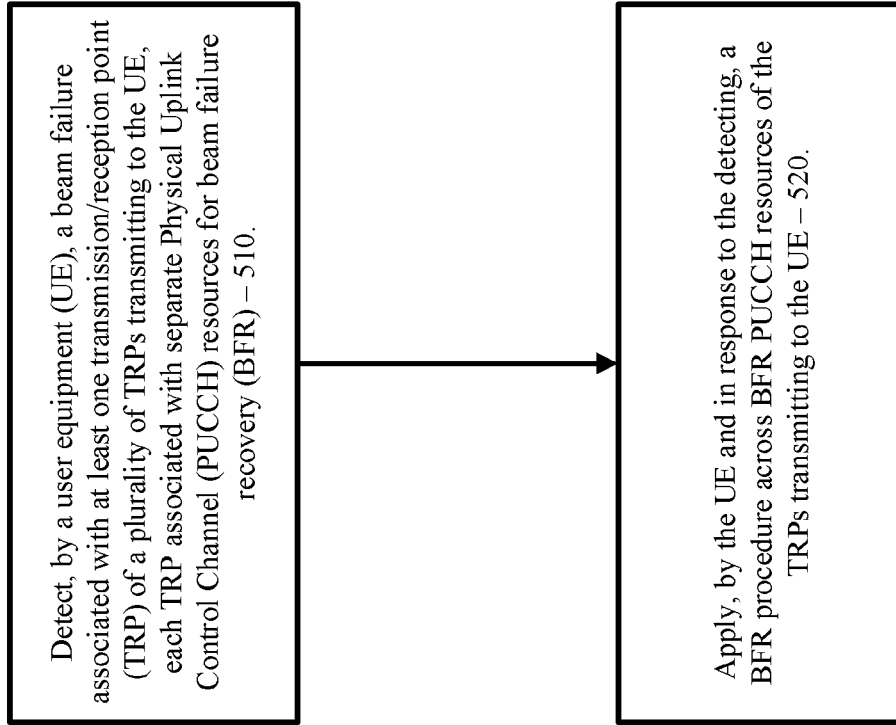 Detect, by a user equipment (UE), a beam failure
associated with at least one transmission/reception point
(TRP) of a plurality of TRPs transmitting to the UE,
each TRP associated with separate Physical Uplink
Control Channel (PUCCH) resources for beam failure
recovery (BFR) – 510.
Apply, by the UE and in response to the detecting, a
BFR procedure across BFR PUCCH resources of the
TRPs transmitting to the UE – 520.